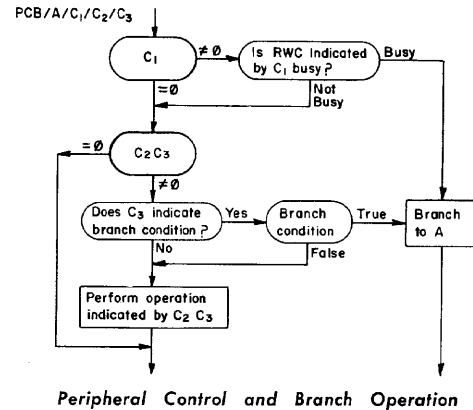 PCB/A/C1/C2/C3
C1
≠0
Is RWC Indicated
by C1 busy?
Busy
=0
Not
Busy
=0
C2C3
≠0
Does C3 indicate
branch condition?
Yes
Branch
condition
True
Branch
to A
No
False
Perform operation
indicated by C2 C3
Peripheral Control and Branch Operation